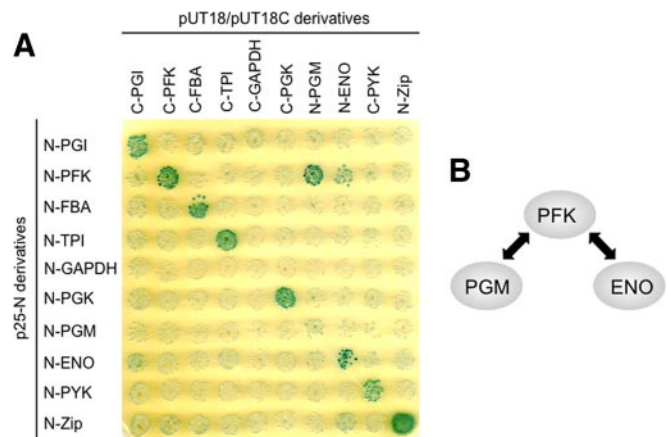 pUT18/pUT18C derivatives
A
C-PGI
C-PFK
C-FBA
C-TPI
C-GAPDH
C-PGK
N-PGM
N-ENO
C-PYK
N-Zip
p25-N derivatives
N-PGI
N-PFK
N-FBA
N-TPI
N-GAPDH
N-PGK
N-PGM
N-ENO
N-PYK
N-Zip
B
PFK
PGM
ENO